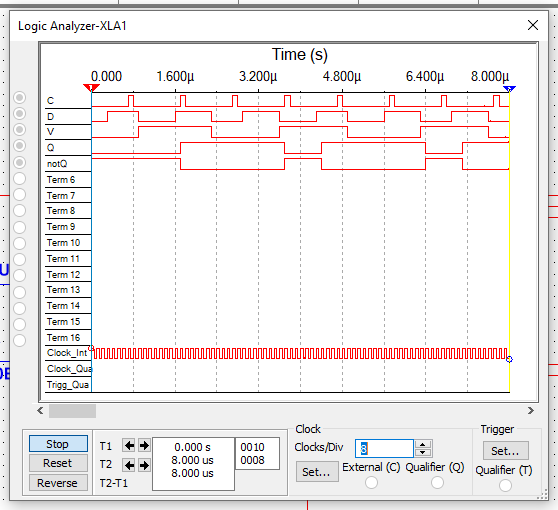 Logic Analyzer-XLA1
Time (s)
0.000 1.600µ 3.200µ 4.800µ 6.400µ 8.000µ
C
D
V
Q
notQ
Term 6
Term 7
Term 8
Term 9
Term 10
Term 11
Term 12
Term 13
Term 14
Term 15
Term 16
Clock_Int
Clock_Qua
Trigg_Qua
Stop
Reset
Reverse
T1
T2
T2-T1
0.000 s
8.000 us
8.000 us
0010
0008
Clock
Clocks/Div
8
Set...
External (C)
Qualifier (Q)
Trigger
Set...
Qualifier (T)